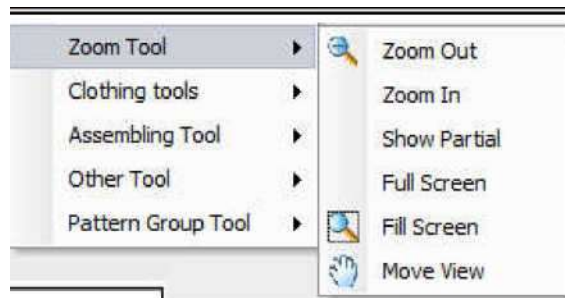 Zoom Tool
Clothing tools
Assembling Tool
Other Tool
Pattern Group Tool
Zoom Out
Zoom In
Show Partial
Full Screen
Fill Screen
Move View